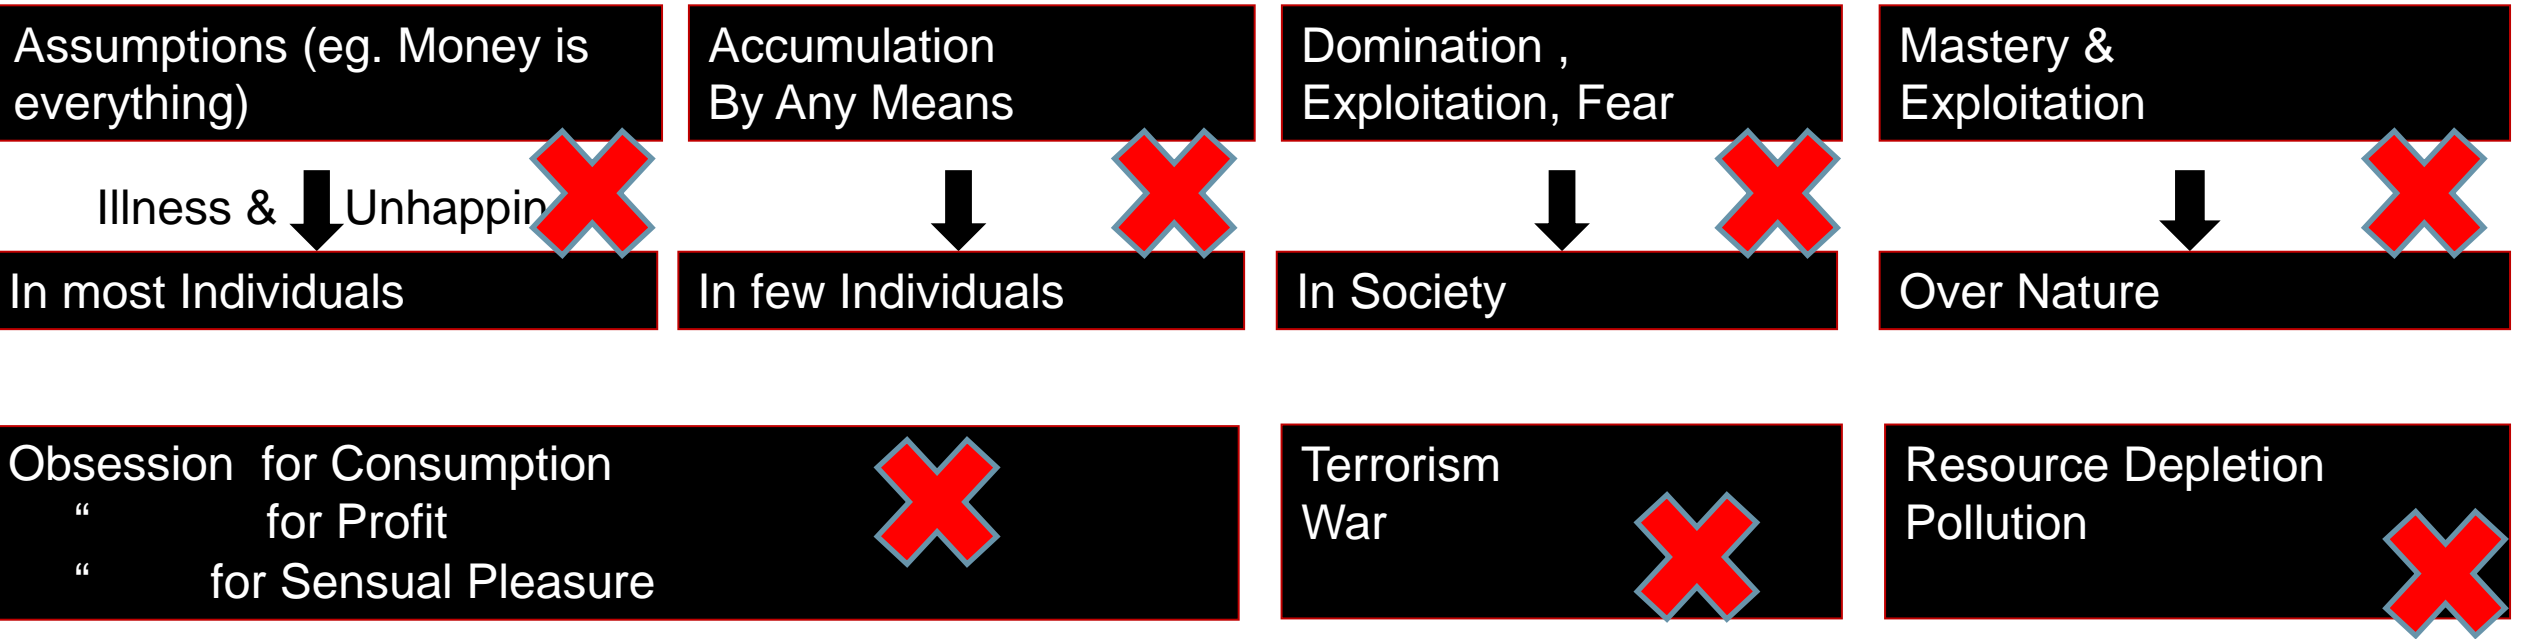 Assumptions (eg. Money is
everything)
Accumulation
By Any Means
Domination ,
Exploitation, Fear
Mastery &
Exploitation
Illness & Unhappin
In most Individuals
In few Individuals
In Society
Over Nature
Obsession for Consumption
“ for Profit
“ for Sensual Pleasure
Terrorism
War
Resource Depletion
Pollution